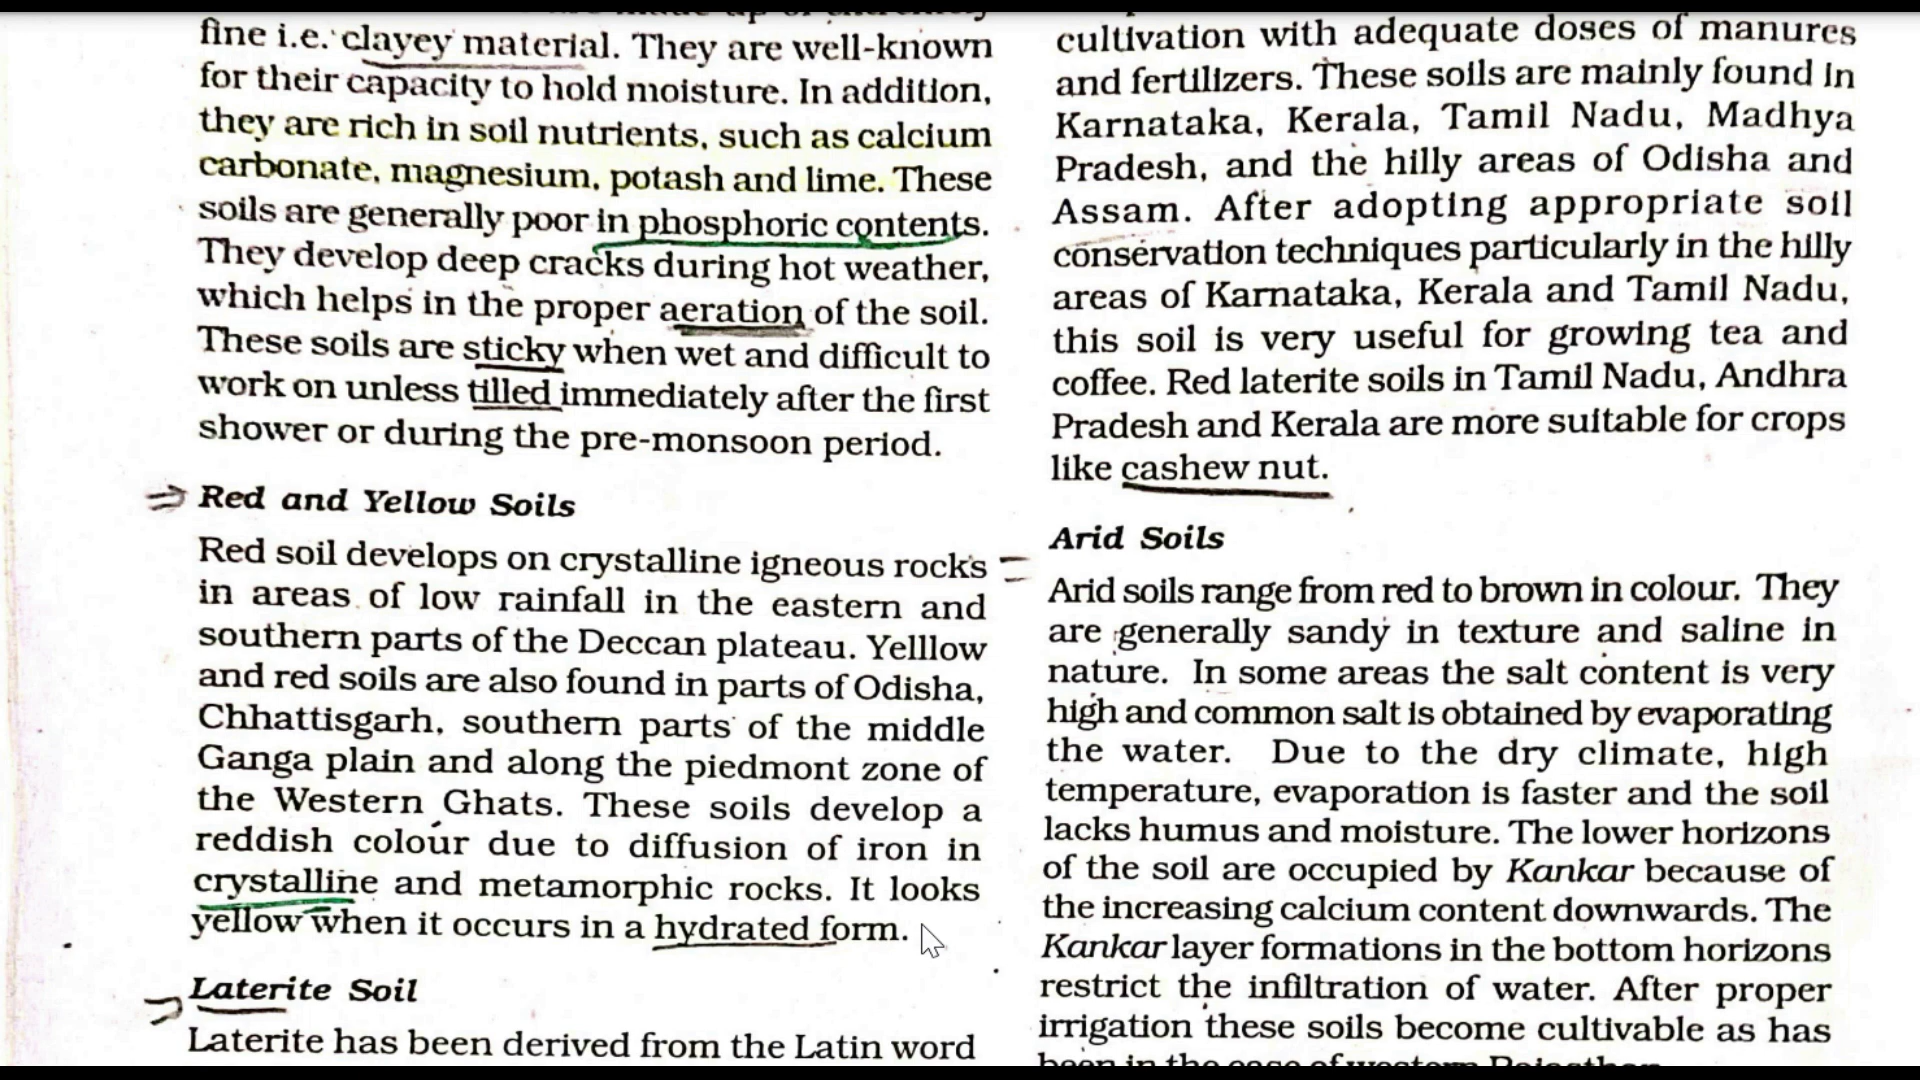 fine i.e. clayey material. They are well-known
for their capacity to hold moisture. In addition,
they are rich in soil nutrients, such as calcium
carbonate, magnesium, potash and lime. These
soils are generally poor in phosphoric contents.
They develop deep cracks during hot weather,
which helps in the proper aeration of the soil.
These soils are sticky when wet and difficult to
work on unless tilled immediately after the first
shower or during the pre-monsoon period.
Red and Yellow Soils
Red soil develops on crystalline igneous rocks
in areas of low rainfall in the eastern and
southern parts of the Deccan plateau. Yelllow
and red soils are also found in parts of Odisha,
Chhattisgarh, southern parts of the middle
Ganga plain and along the piedmont zone of
the Western Ghats. These soils develop a
reddish colour due to diffusion of iron in
crystalline and metamorphic rocks. It looks
yellow when it occurs in a hydrated form.
Laterite Soil
Laterite has been derived from the Latin word
cultivation with adequate doses of manures
and fertilizers. These soils are mainly found in
Karnataka, Kerala, Tamil Nadu, Madhya
Pradesh, and the hilly areas of Odisha and
Assam. After adopting appropriate soil
conservation techniques particularly in the hilly
areas of Karnataka, Kerala and Tamil Nadu,
this soil is very useful for growing tea and
coffee. Red laterite soils in Tamil Nadu, Andhra
Pradesh and Kerala are more suitable for crops
like cashew nut.
Arid Soils
Arid soils range from red to brown in colour. They
are generally sandy in texture and saline in
nature. In some areas the salt content is very
high and common salt is obtained by evaporating
the water. Due to the dry climate, high
temperature, evaporation is faster and the soil
lacks humus and moisture. The lower horizons
of the soil are occupied by Kankar because of
the increasing calcium content downwards. The
Kankar layer formations in the bottom horizons
restrict the infiltration of water. After proper
irrigation these soils become cultivable as has
been in the case of western Rajasthan.